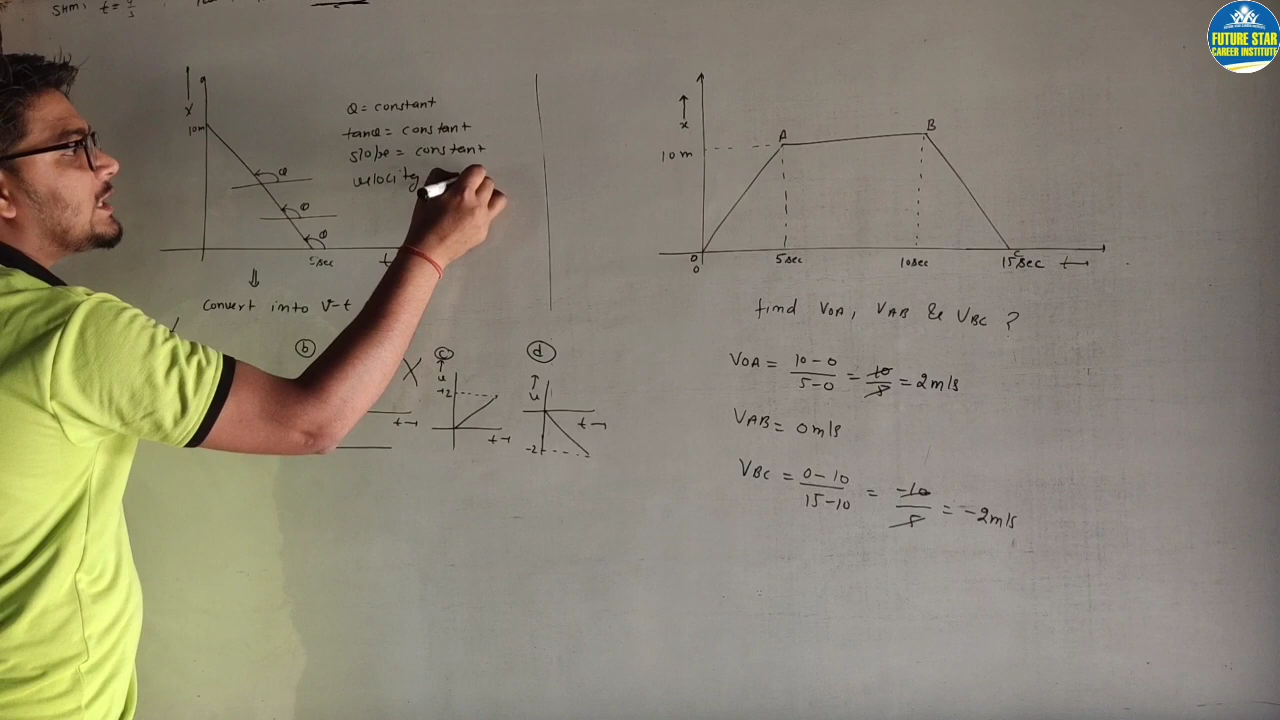 SHM, t =
FUTURE STAR
CAREER INSTITUTE
x
10m
θ
θ
θ
5sec
t
θ = constant
tanθ = constant
slope = constant
velocity
Convert into V-t
(b)
t→
(c)
v
+2
t→
(d)
v
t→
-2
x
10m
A
B
C
O
0
5sec
10sec
15sec
t
find VOA, VAB & VBC ?
VOA = 10-0/5-0 = 10/5 = 2m/s
VAB = 0m/s
VBC = 0-10/15-10 = -10/5 = -2m/s